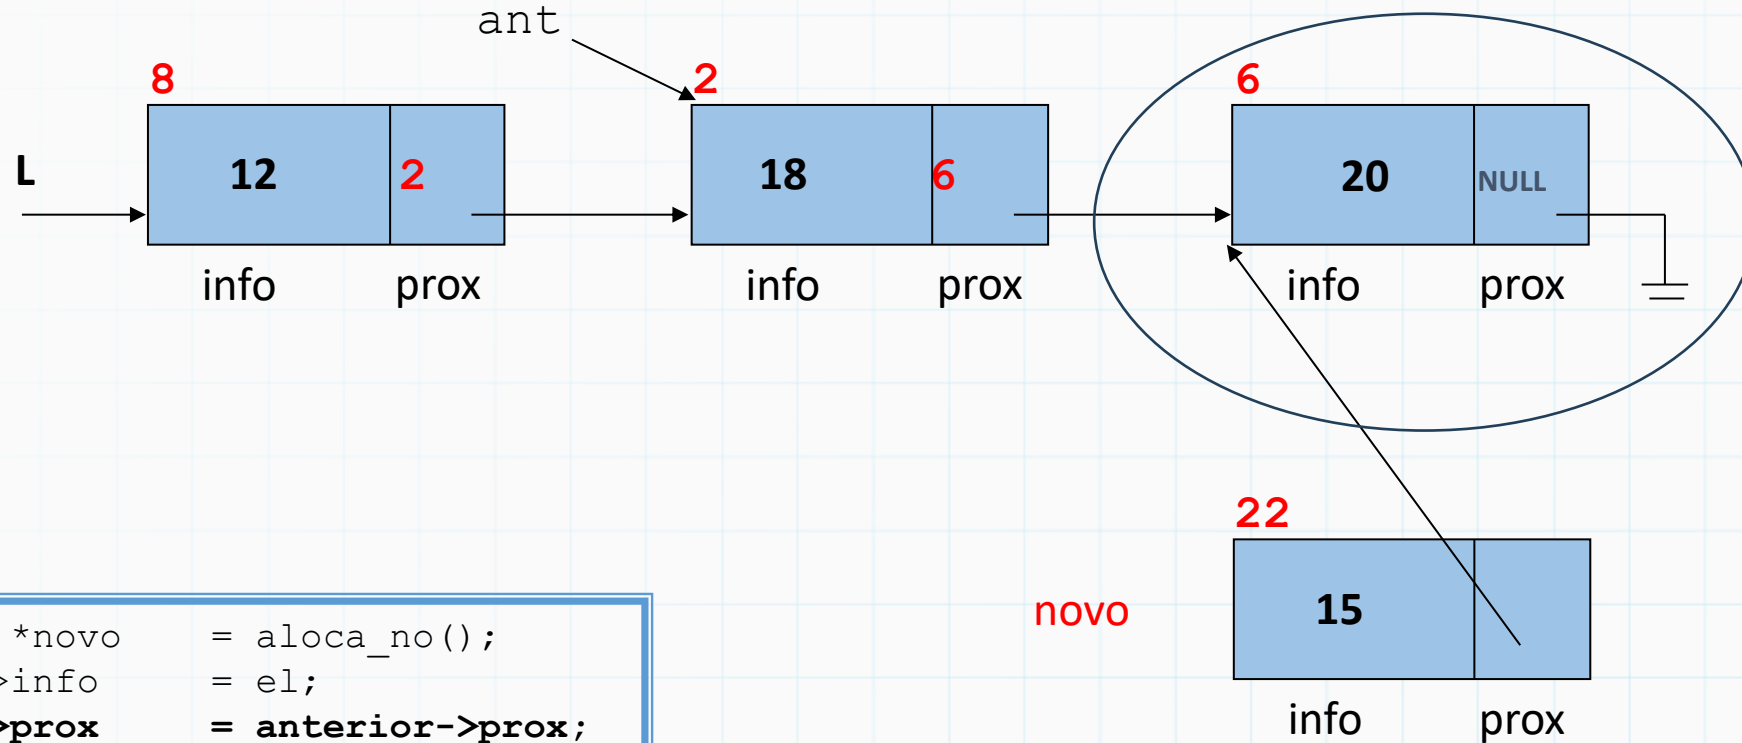 ant
8 2 6
L 12 2 18 6 20 NULL
info prox info prox info prox
22
novo 15
info prox
*novo = aloca_no();
>info = el;
>prox = anterior->prox;